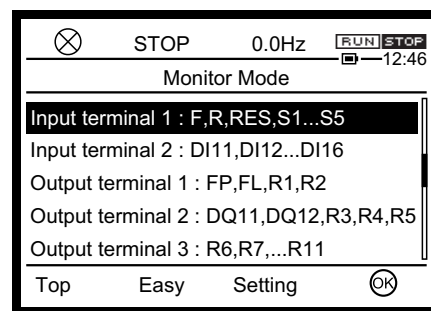 STOP 0.0Hz RUN STOP
12:46
Monitor Mode
Input terminal 1 : F,R,RES,S1...S5
Input terminal 2 : DI11,DI12...DI16
Output terminal 1 : FP,FL,R1,R2
Output terminal 2 : DQ11,DQ12,R3,R4,R5
Output terminal 3 : R6,R7,...R11
Top Easy Setting OK